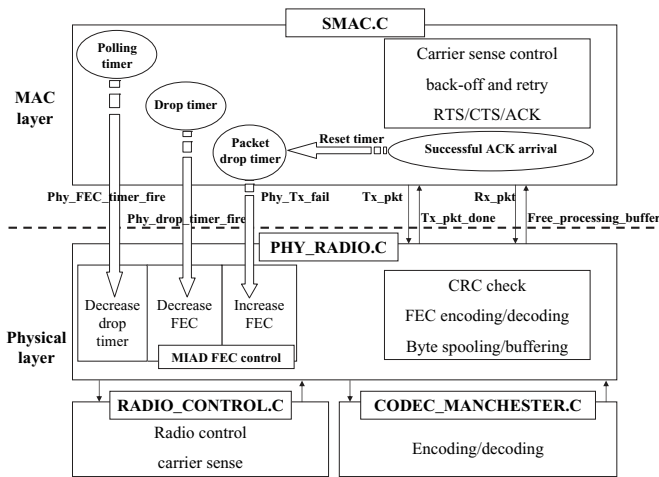 SMAC.C
Polling
timer
Carrier sense control
back-off and retry
RTS/CTS/ACK
MAC
layer
Drop timer
Packet
drop timer
Reset timer
Successful ACK arrival
Phy_FEC_timer_fire
Phy_Tx_fail
Tx_pkt
Rx_pkt
Phy_drop_timer_fire
Tx_pkt_done
Free_processing_buffer
PHY_RADIO.C
Decrease
drop
timer
Decrease
FEC
Increase
FEC
CRC check
FEC encoding/decoding
Byte spooling/buffering
Physical
layer
MIAD FEC control
RADIO_CONTROL.C
Radio control
carrier sense
CODEC_MANCHESTER.C
Encoding/decoding